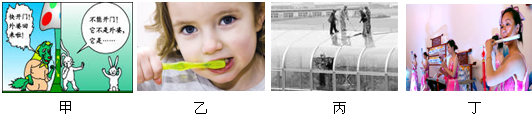 快开门！
外婆回
来啦！
不能开门！
它不是外婆，
它是……
甲
乙
丙
丁